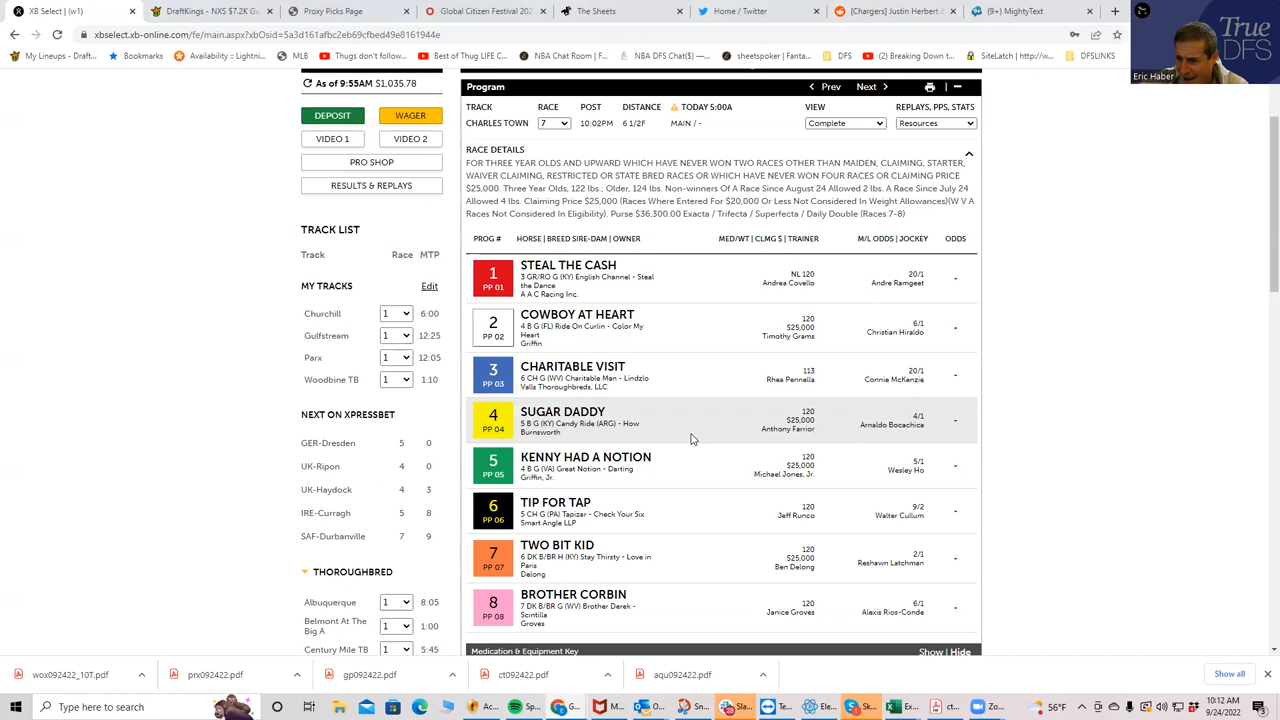 XB Select (w1)
DraftKings - NXS $7.2K Gu
Proxy Picks Page
Global Citizen Festival 202
The Sheets
Home / Twitter
[Chargers] Justin Herbert &
(9+) MightyText
xbselect.xb-online.com/fe/main.aspx?xbOsid=5a3d161afbc2a07a6c03fcbfed49e8161944e
My Lineups - Draft
Bookmarks
Availability :: Lightnin
MLB
Thugs don't follow...
Best of Thug LIFE C
NBA Chat Room | F...
NBA DFS Chat($) —...
sheetspoker | Fanta...
DFS
(2) Breaking Down t...
SiteLatch | http://w...
DFSLINKS
True DFS
Eric Haber
As of 9:55AM $1,035.78
DEPOSIT
WAGER
VIDEO 1
VIDEO 2
PRO SHOP
RESULTS & REPLAYS
TRACK LIST
Track Race MTP
MY TRACKS Edit
Churchill 1 6:00
Gulfstream 1 12:25
Parx 1 12:05
Woodbine TB 1 1:10
NEXT ON XPRESSBET
GER-Dresden 5 0
UK-Ripon 4 0
UK-Haydock 4 3
IRE-Curragh 5 8
SAF-Durbanville 7 9
THOROUGHBRED
Albuquerque 1 8:05
Belmont At The Big A 1 1:00
Century Mile TB 1 5:45
Program
Prev
Next
TRACK RACE POST DISTANCE TODAY 5:00A VIEW REPLAYS, PPS, STATS
CHARLES TOWN 7 10:02PM 6 1/2F MAIN / - Complete Resources
RACE DETAILS
FOR THREE YEAR OLDS AND UPWARD WHICH HAVE NEVER WON TWO RACES OTHER THAN MAIDEN, CLAIMING, STARTER,
WAIVER CLAIMING, RESTRICTED OR STATE BRED RACES OR WHICH HAVE NEVER WON FOUR RACES OR CLAIMING PRICE
$25,000. Three Year Olds, 122 lbs.; Older, 124 lbs. Non-winners Of A Race Since August 24 Allowed 2 lbs. A Race Since July 24
Allowed 4 lbs. Claiming Price $25,000 (Races Where Entered For $20,000 Or Less Not Considered In Weight Allowances)(W V A
Races Not Considered In Eligibility). Purse $36,300.00 Exacta / Trifecta / Superfecta / Daily Double (Races 7-8)
PROG # HORSE | BREED SIRE-DAM | OWNER MED/WT | CLMG $ | TRAINER M/L ODDS | JOCKEY ODDS
1
PP 01
STEAL THE CASH
3 GR/RO G (KY) English Channel - Steal
the Dance
A A C Racing Inc.
NL 120
Andrea Covello
20/1
Andre Ramgeet
-
2
PP 02
COWBOY AT HEART
4 B G (FL) Ride On Curlin - Color My
Heart
Griffin
120
$25,000
Timothy Grams
6/1
Christian Hiraldo
-
3
PP 03
CHARITABLE VISIT
6 CH G (WV) Charitable Man - Lindzlo
Valls Thoroughbreds, LLC
113
Rhea Pennella
20/1
Connie McKenzie
-
4
PP 04
SUGAR DADDY
5 B G (KY) Candy Ride (ARG) - How
Burnsworth
120
$25,000
Anthony Farrior
4/1
Arnaldo Bocachica
-
5
PP 05
KENNY HAD A NOTION
4 B G (VA) Great Notion - Darting
Griffin, Jr.
120
$25,000
Michael Jones, Jr.
5/1
Wesley Ho
-
6
PP 06
TIP FOR TAP
5 CH G (PA) Tapizar - Check Your Six
Smart Angle LLP
120
Jeff Runco
9/2
Walter Cullum
-
7
PP 07
TWO BIT KID
6 DK B/BR H (KY) Stay Thirsty - Love in
Paris
Delong
120
$25,000
Ben Delong
2/1
Reshawn Latchman
-
8
PP 08
BROTHER CORBIN
7 DK B/BR G (WV) Brother Derek -
Scintilla
Groves
120
Janice Groves
6/1
Alexis Rios-Conde
-
Medication & Equipment Key
Show | Hide
wox092422_10T.pdf
prx092422.pdf
gp092422.pdf
ct092422.pdf
aqu092422.pdf
Show all
Type here to search
Ac...
Sp...
G...
M...
O...
Sla...
Te...
Ele...
Sk...
Ex...
ct...
Zo...
56°F
10:12 AM
9/24/2022